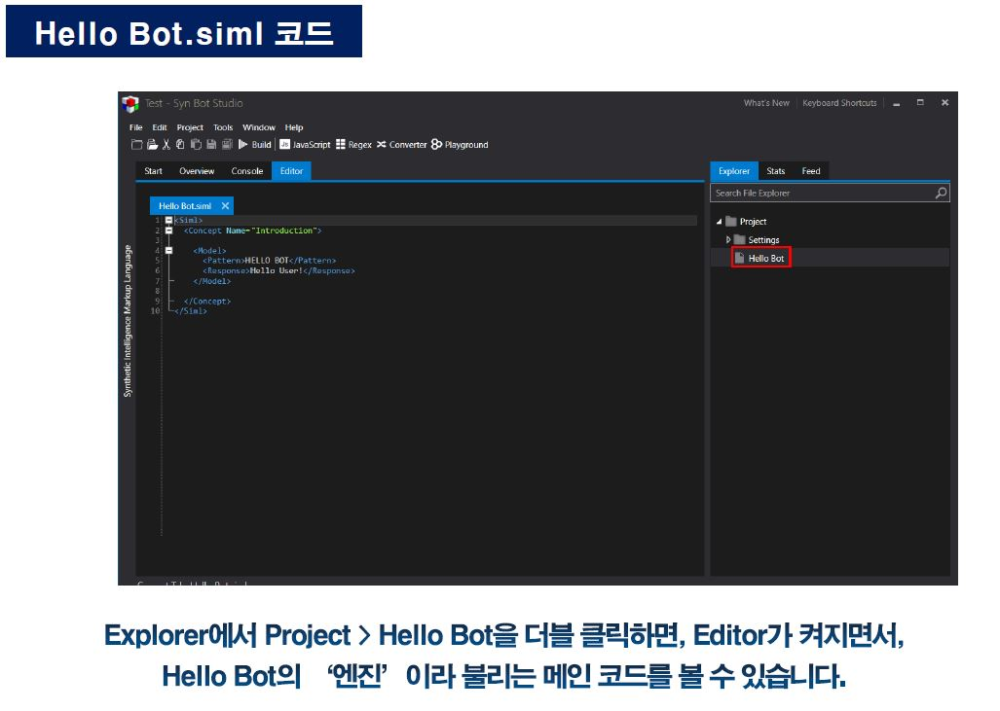 Hello Bot.siml 코드
Test - Syn Bot Studio
What's New
Keyboard Shortcuts
File Edit Project Tools Window Help
Build JS JavaScript Regex Converter Playground
Start Overview Console Editor
Explorer Stats Feed
Search File Explorer
Hello Bot.siml
1 <Siml>
2 <Concept Name="Introduction">
3
4 <Model>
5 <Pattern>HELLO BOT</Pattern>
6 <Response>Hello User!</Response>
7 </Model>
8
9 </Concept>
10 </Siml>
Project
Settings
Hello Bot
Synthetic Intelligence Markup Language
Explorer에서 Project > Hello Bot을 더블 클릭하면, Editor가 켜지면서,
Hello Bot의 ‘엔진’이라 불리는 메인 코드를 볼 수 있습니다.